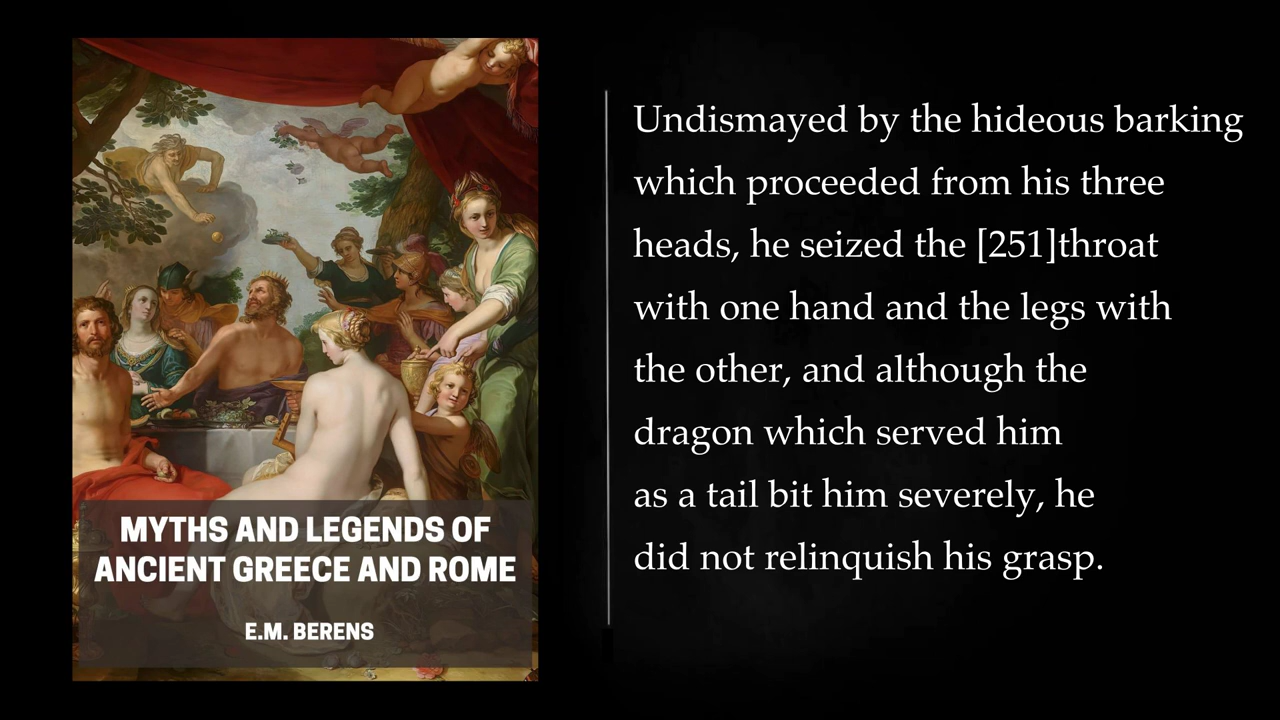 MYTHS AND LEGENDS OF
ANCIENT GREECE AND ROME
E.M. BERENS
Undismayed by the hideous barking
which proceeded from his three
heads, he seized the [251]throat
with one hand and the legs with
the other, and although the
dragon which served him
as a tail bit him severely, he
did not relinquish his grasp.